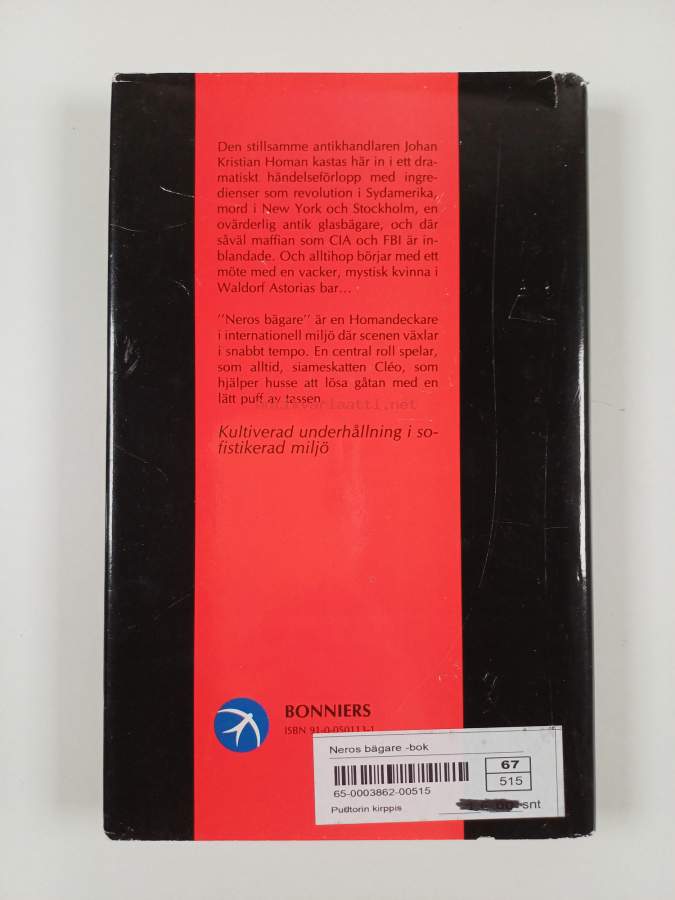 Den stillsamme antikhandlaren Johan
Kristian Homan kastas här in i ett dra-
matiskt händelseförlopp med ingre-
dienser som revolution i Sydamerika,
mord i New York och Stockholm, en
ovärderlig antik glasbägare, och där
såväl maffian som CIA och FBI är in-
blandade. Och alltihop börjar med ett
möte med en vacker, mystisk kvinna i
Waldorf Astorias bar...
"Neros bägare" är en Homandeckare
i internationell miljö där scenen växlar
i snabbt tempo. En central roll spelar,
som alltid, siameskatten Cléo, som
hjälper husse att lösa gåtan med en
lätt puff av tassen.
Kultiverad underhållning i so-
fistikerad miljö
BONNIERS
ISBN 91-0-050113-1
Neros bägare -bok
67
515
65-0003862-00515
kirppis
snt